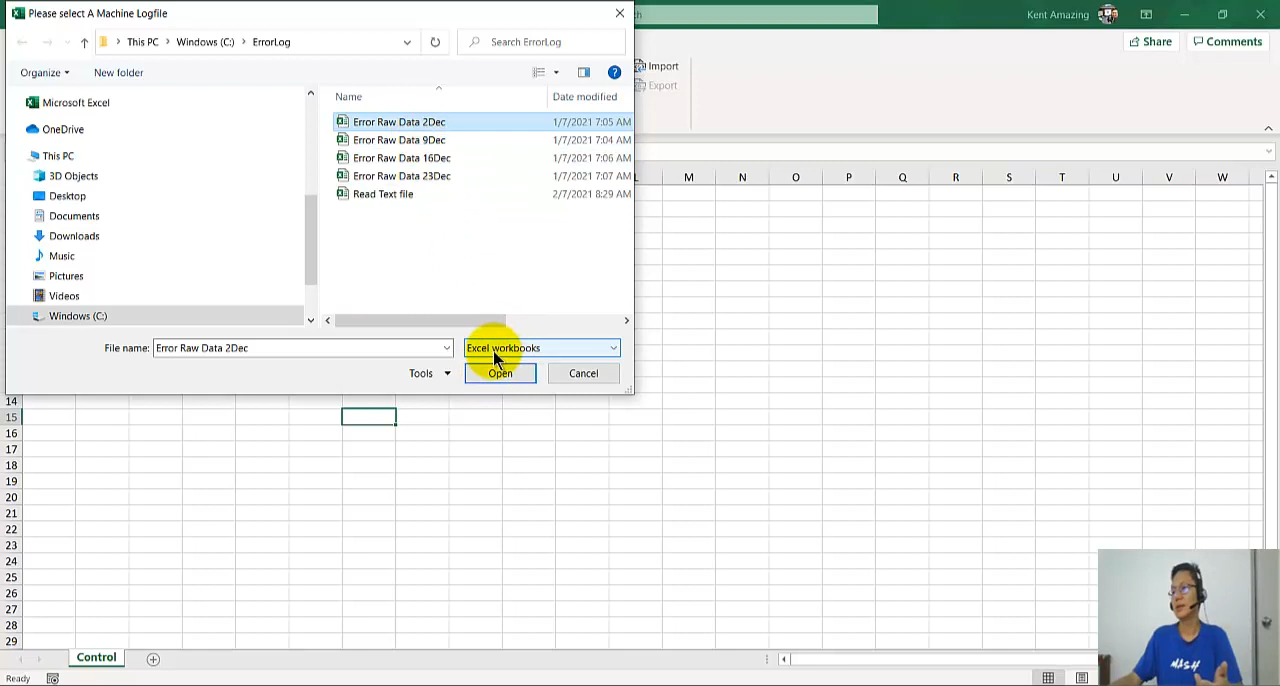 Please select A Machine Logfile
h
Kent Amazing
This PC
Windows (C:)
ErrorLog
Search ErrorLog
Share
Comments
Organize
New folder
?
Import
Export
Microsoft Excel
OneDrive
This PC
3D Objects
Desktop
Documents
Downloads
Music
Pictures
Videos
Windows (C:)
Name
Date modified
Error Raw Data 2Dec 1/7/2021 7:05 AM
Error Raw Data 9Dec 1/7/2021 7:04 AM
Error Raw Data 16Dec 1/7/2021 7:06 AM
Error Raw Data 23Dec 1/7/2021 7:07 AM
Read Text file 2/7/2021 8:29 AM
File name: Error Raw Data 2Dec
Excel workbooks
Tools
Open
Cancel
L M N O P Q R S T U V W
14
15
16
17
18
19
20
21
22
23
24
25
26
27
28
29
MASH
Control
Ready